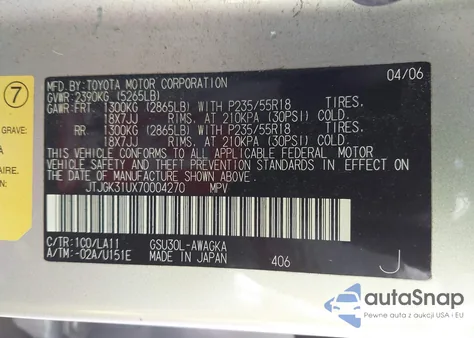 MFD.BY:TOYOTA MOTOR CORPORATION 04/06
GVWR:2390KG (5265LB)
GAWR:FRT. 1300KG (2865LB) WITH P235/55R18 TIRES.
18X7JJ RIMS. AT 210KPA (30PSI) COLD.
RR. 1300KG (2865LB) WITH P235/55R18 TIRES.
18X7JJ RIMS. AT 210KPA (30PSI) COLD.
THIS VEHICLE CONFORMS TO ALL APPLICABLE FEDERAL MOTOR
VEHICLE SAFETY AND THEFT PREVENTION STANDARDS IN EFFECT ON
THE DATE OF MANUFACTURE SHOWN ABOVE.
JTJGK31UX70004270 MPV
C/TR:1C0/LA11 GSU30L-AWAGKA
A/TM:-02A/U151E MADE IN JAPAN 406 J
7
GRAVE:
À
AIRE.
autoSnap
Pewne auta z USA i EU